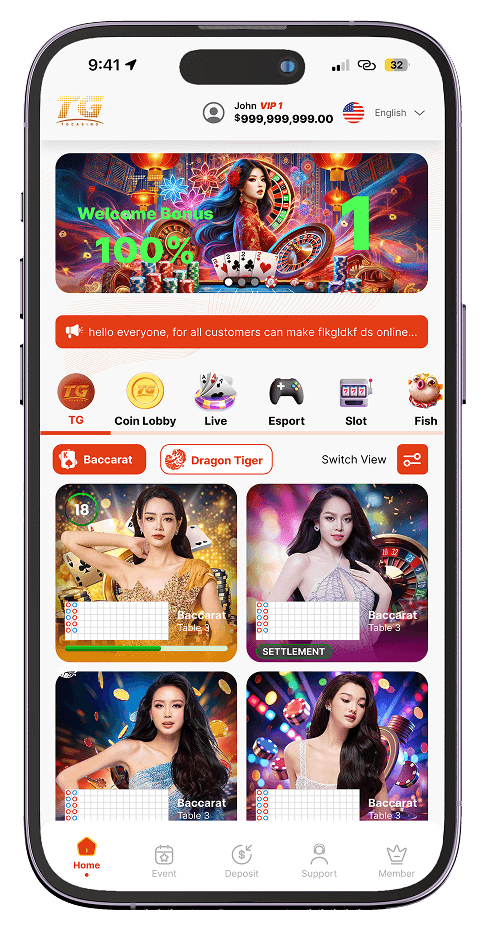 9:41
32
TG
TGCASINO
John VIP 1
$999,999,999.00
English
Welcome Bonus
100%
1
hello everyone, for all customers can make flkgldkf ds online...
TG
TG
Coin Lobby
Live
Esport
Slot
Fish
Baccarat
Dragon Tiger
Switch View
18
Baccarat
Table 3
Baccarat
Table 3
SETTLEMENT
Baccarat
Table 3
Baccarat
Table 3
Home
Event
Deposit
Support
Member